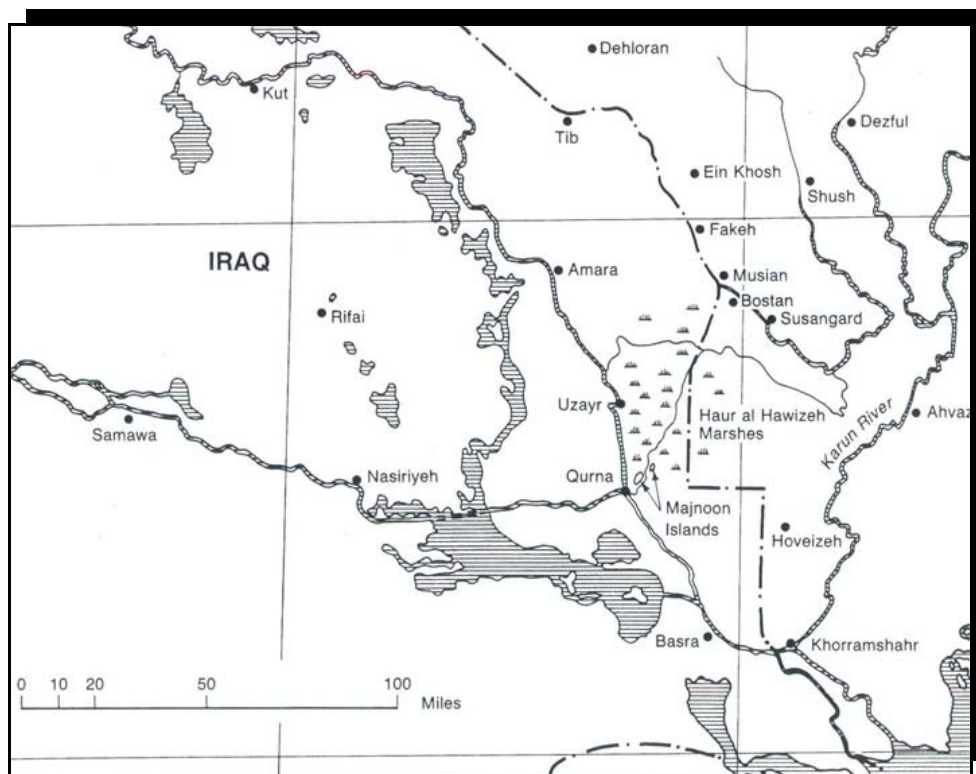 Dehloran
Kut
Dezful
Tib
Ein Khosh
Shush
Fakeh
IRAQ
Amara
Musian
Bostan
Rifai
Susangard
Uzayr
Haur al Hawizeh
Marshes
Ahvaz
Samawa
Karun River
Nasiriyeh
Qurna
Majnoon
Islands
Hoveizeh
Basra
Khorramshahr
0 10 20 50 100
Miles